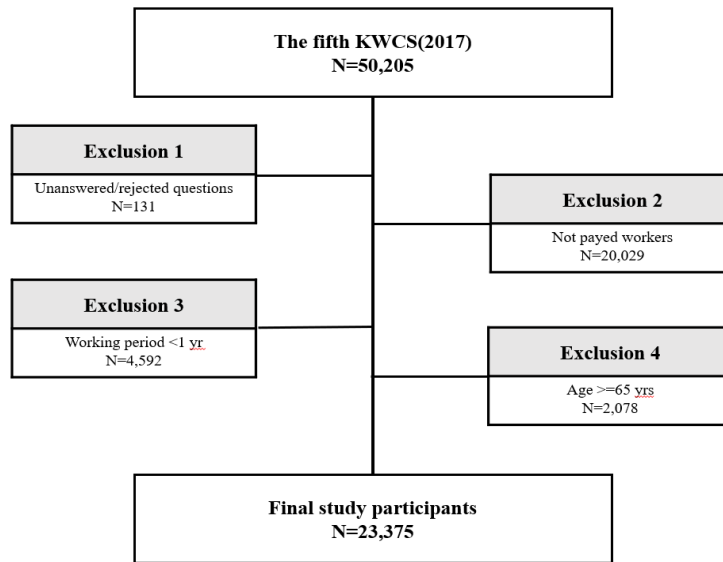 The fifth KWCS(2017)
N=50,205
Exclusion 1
Unanswered/rejected questions
N=131
Exclusion 2
Not payed workers
N=20,029
Exclusion 3
Working period <1 yr
N=4,592
Exclusion 4
Age >=65 yrs
N=2,078
Final study participants
N=23,375